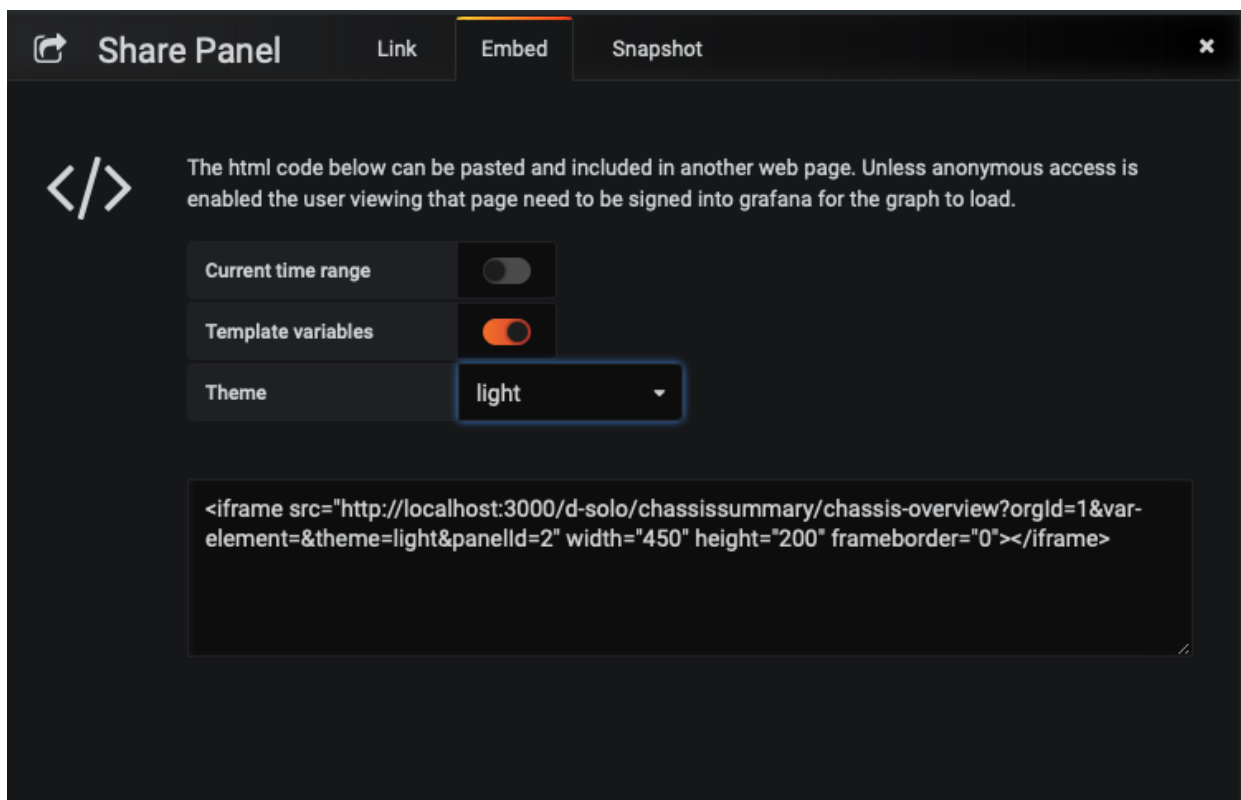 Share Panel Link Embed Snapshot
The html code below can be pasted and included in another web page. Unless anonymous access is
enabled the user viewing that page need to be signed into grafana for the graph to load.
Current time range
Template variables
Theme light
<iframe src="http://localhost:3000/d-solo/chassissummary/chassis-overview?orgId=1&var-
element=&theme=light&panelId=2" width="450" height="200" frameborder="0"></iframe>